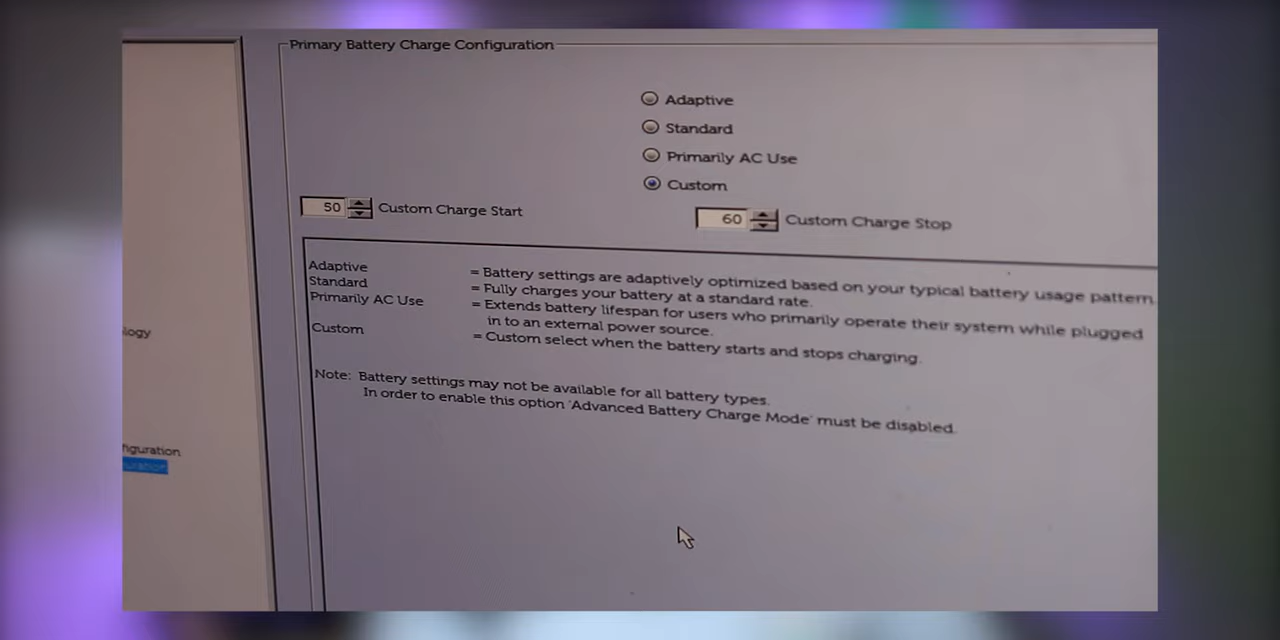 Primary Battery Charge Configuration
Adaptive
Standard
Primarily AC Use
Custom
50 Custom Charge Start
60 Custom Charge Stop
Adaptive = Battery settings are adaptively optimized based on your typical battery usage pattern.
Standard = Fully charges your battery at a standard rate.
Primarily AC Use = Extends battery lifespan for users who primarily operate their system while plugged
in to an external power source.
Custom = Custom select when the battery starts and stops charging.
Note: Battery settings may not be available for all battery types.
In order to enable this option 'Advanced Battery Charge Mode' must be disabled.
logy
figuration
uration